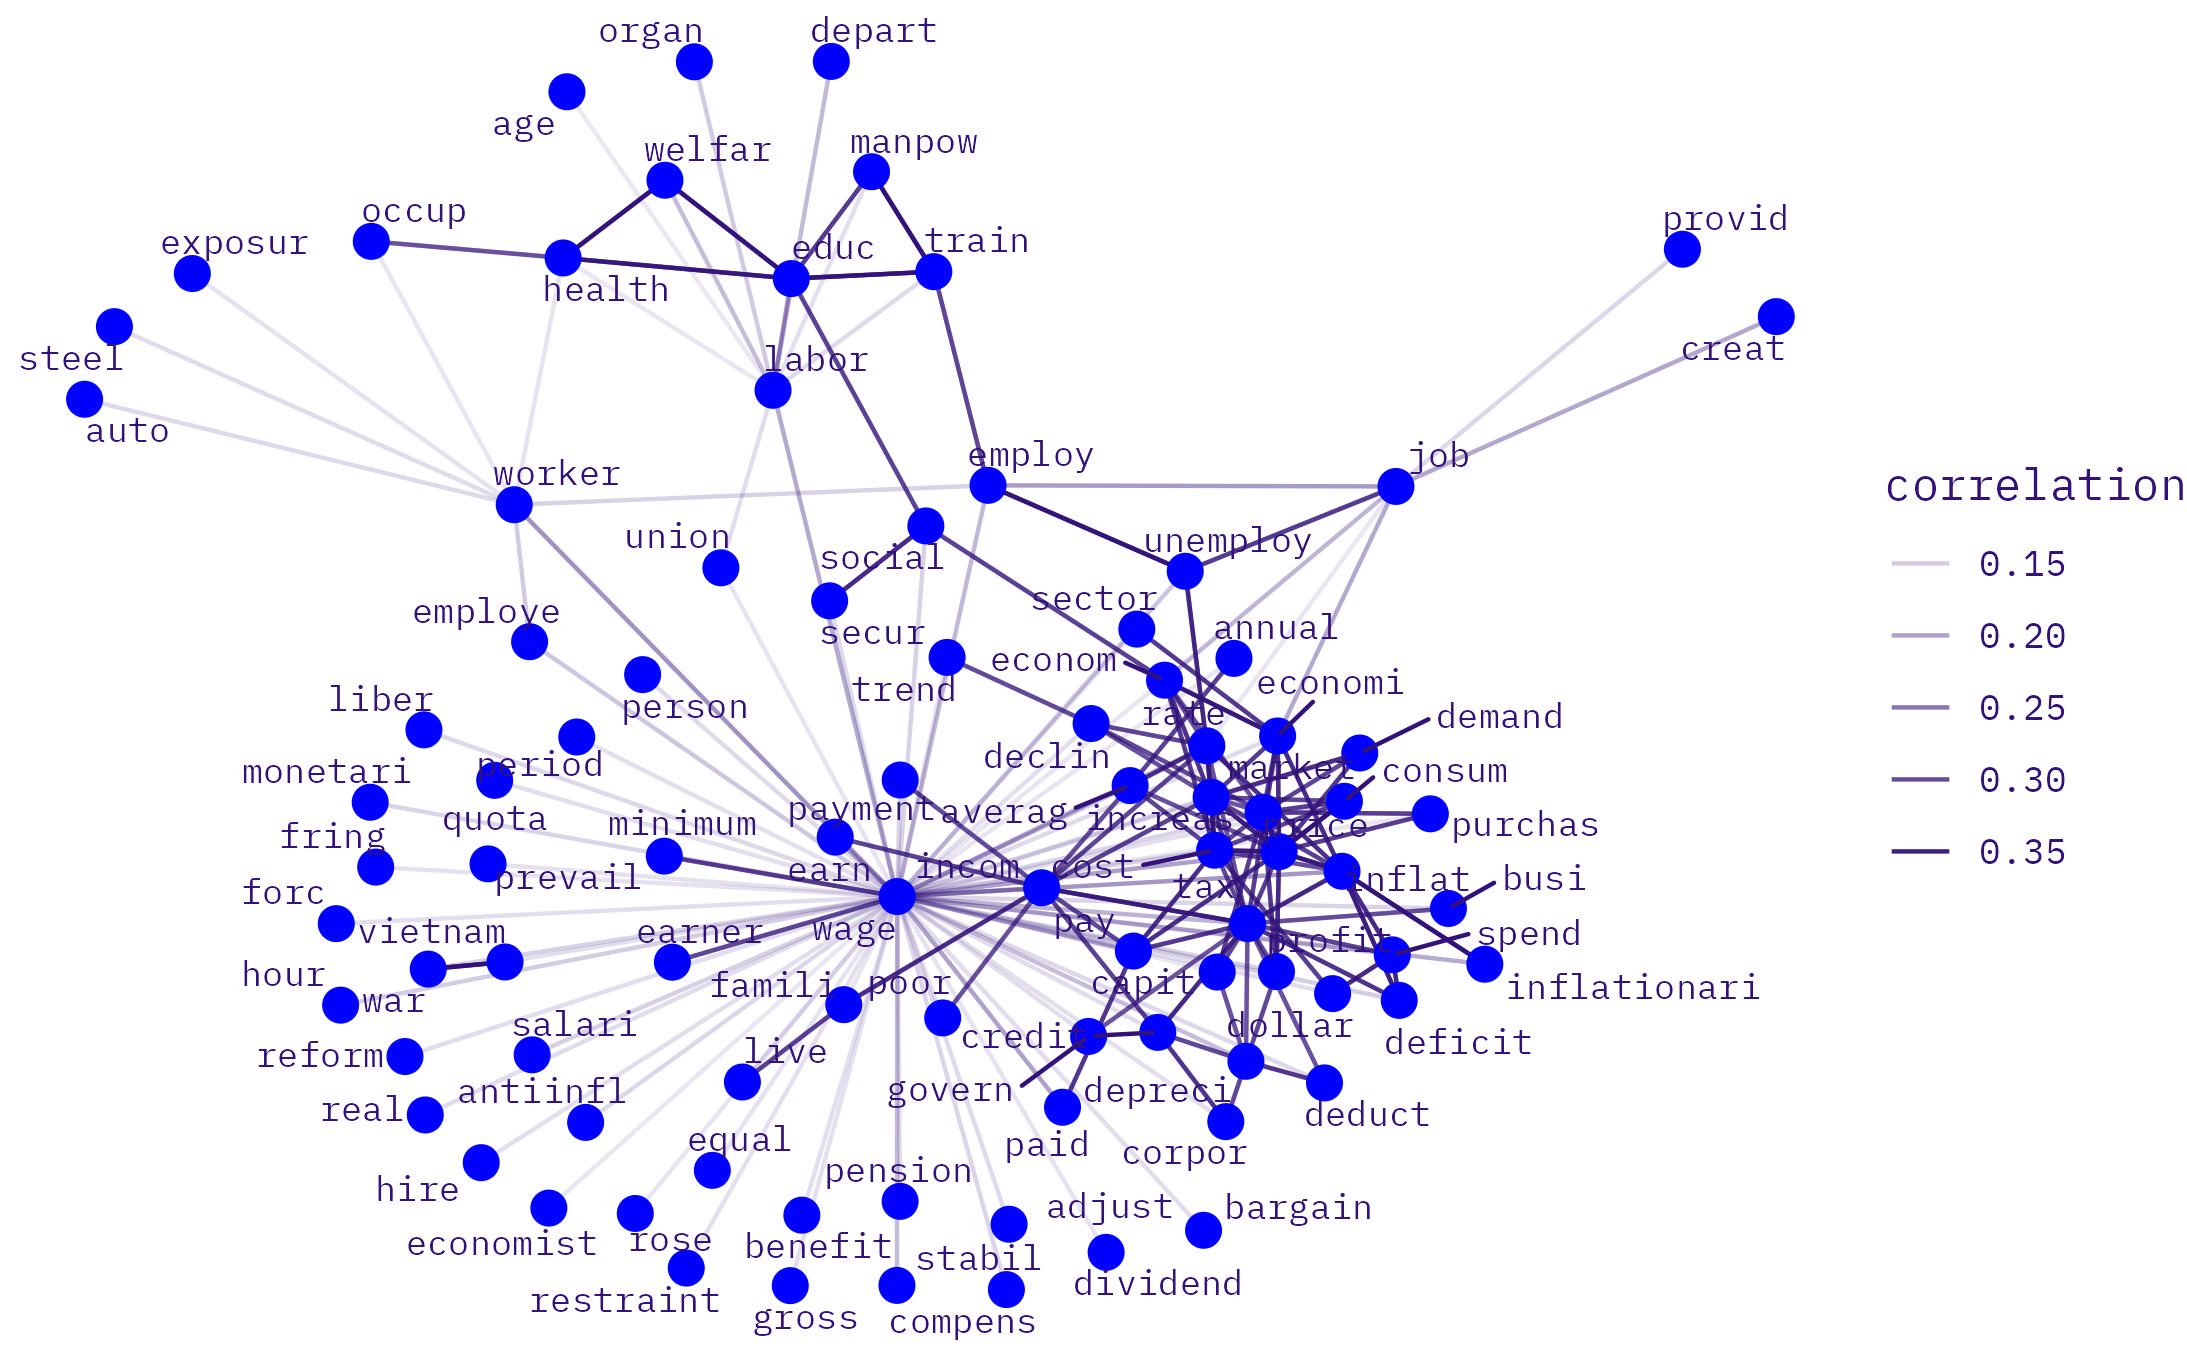 organ
depart
age
welfar
manpow
occup
exposur
health
educ
train
provid
steel
creat
labor
auto
worker
employ
job
correlation
0.15
0.20
0.25
0.30
0.35
union
social
unemploy
sector
employe
secur
annual
econom
trend
economi
liber
person
rate
demand
monetari
period
declin
market
consum
quota
minimum
payment
averag
increas
price
purchas
fring
earn
incom
cost
tax
inflat
busi
forc
prevail
vietnam
earner
wage
pay
profit
spend
hour
war
famili
poor
capit
inflationari
salari
credit
dollar
deficit
reform
live
antiinfl
govern
depreci
real
deduct
equal
paid
corpor
hire
pension
adjust
bargain
economist
rose
benefit
stabil
dividend
restraint
gross
compens